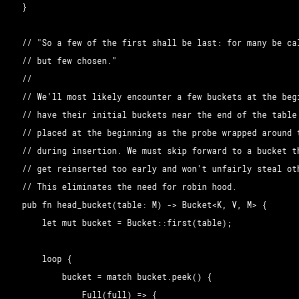 }
// "So a few of the first shall be last: for many be
// but few chosen."
//
// We'll most likely encounter a few buckets at the
// have their initial buckets near the end of the table
// placed at the beginning as the probe wrapped around
// during insertion. We must skip forward to a bucket
// get reinserted too early and won't unfairly steal
// This eliminates the need for robin hood.
pub fn head_bucket(table: M) -> Bucket<K, V, M> {
let mut bucket = Bucket::first(table);
loop {
bucket = match bucket.peek() {
Full(full) => {